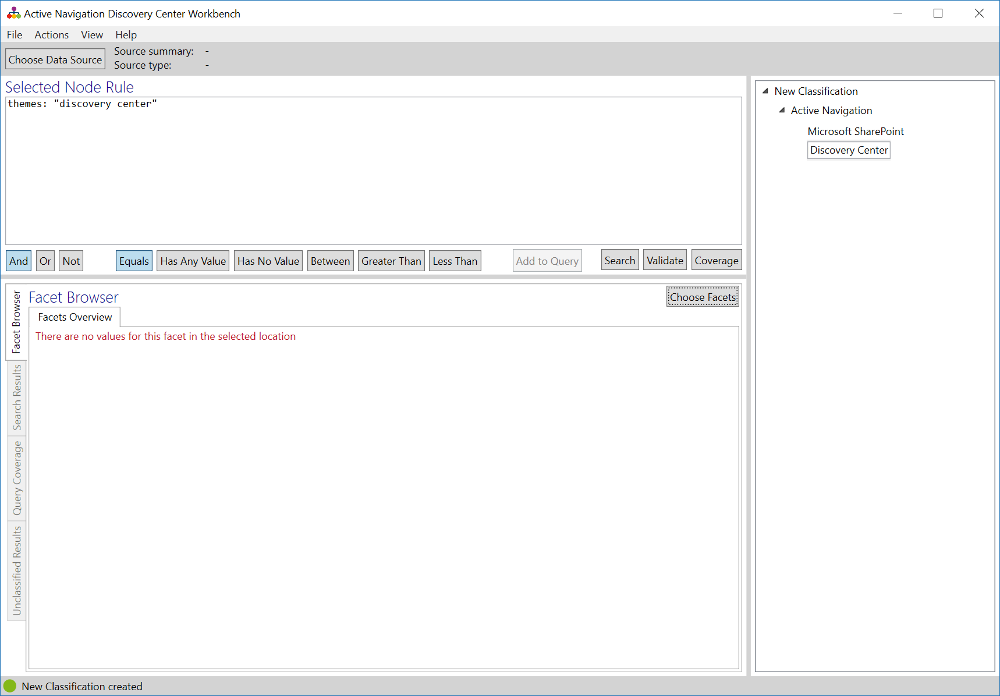 Active Navigation Discovery Center Workbench
File Actions View Help
Choose Data Source
Source summary: -
Source type: -
Selected Node Rule
themes: "discovery center"
And Or Not Equals Has Any Value Has No Value Between Greater Than Less Than Add to Query Search Validate Coverage
Facet Browser
Search Results
Query Coverage
Unclassified Results
Facet Browser
Choose Facets
Facets Overview
There are no values for this facet in the selected location
New Classification
Active Navigation
Microsoft SharePoint
Discovery Center
New Classification created